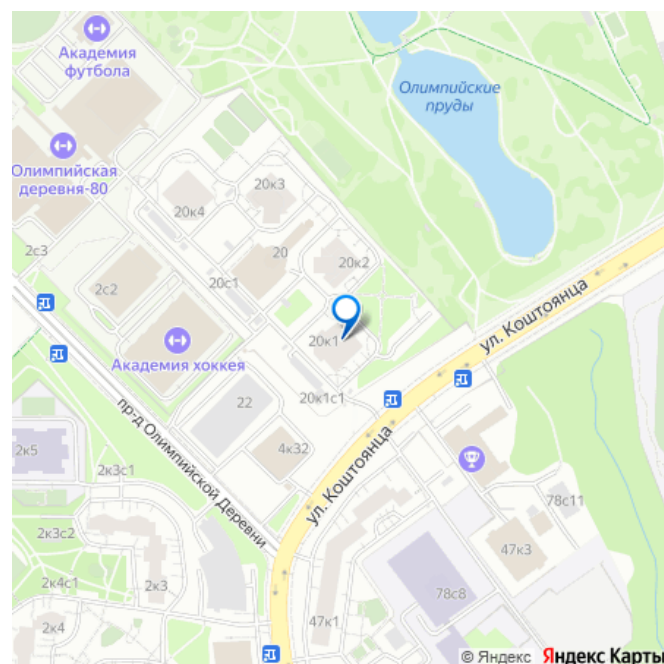 Академия
футбола
Олимпийские
пруды
Олимпийская
деревня-80
20к3
20к4
20
20к2
2с3
20с1
2с2
ул. Коштоянца
20к1
Академия хоккея
20к1с1
22
пр-д Олимпийской Деревни
4к32
ул. Коштоянца
2к5
2к3с1
78с11
2к3с2
47к3
2к4с1
2к3
78с8
2к4
47к1
© Яндекс Яндекс Карты